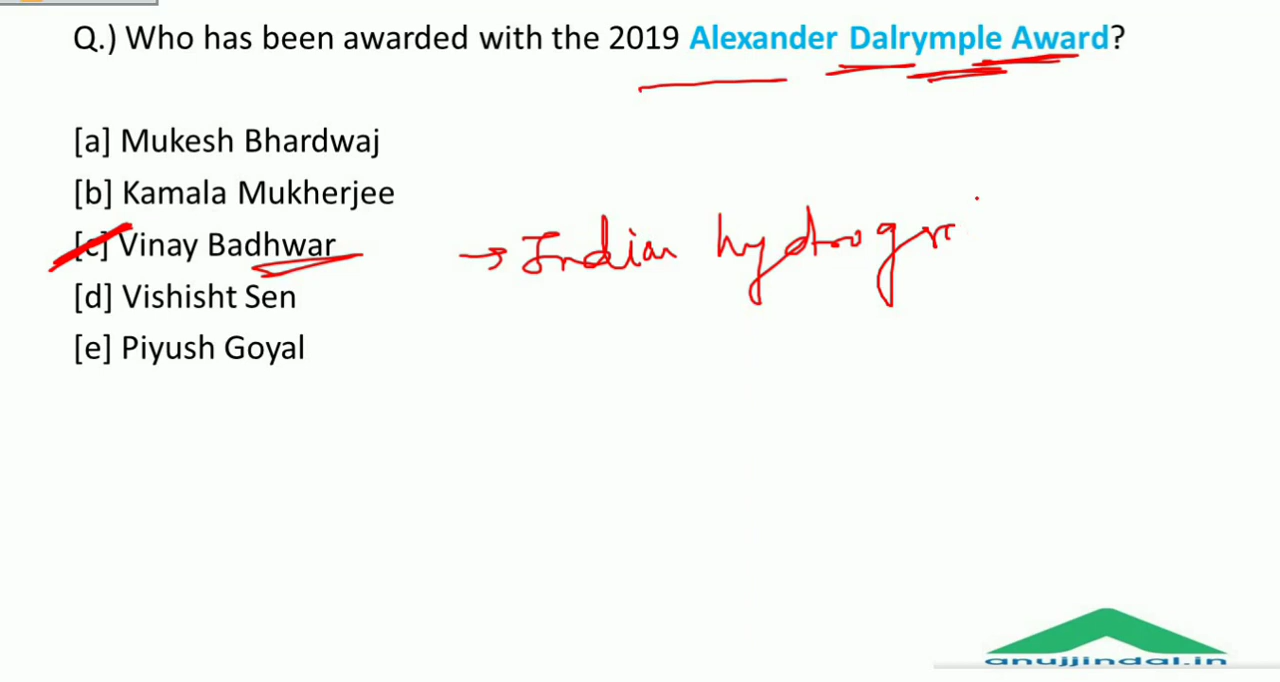 Q.) Who has been awarded with the 2019 Alexander Dalrymple Award?
[a] Mukesh Bhardwaj
[b] Kamala Mukherjee
[c] Vinay Badhwar
→ Indian hydrogr
[d] Vishisht Sen
[e] Piyush Goyal
anujjindal.in